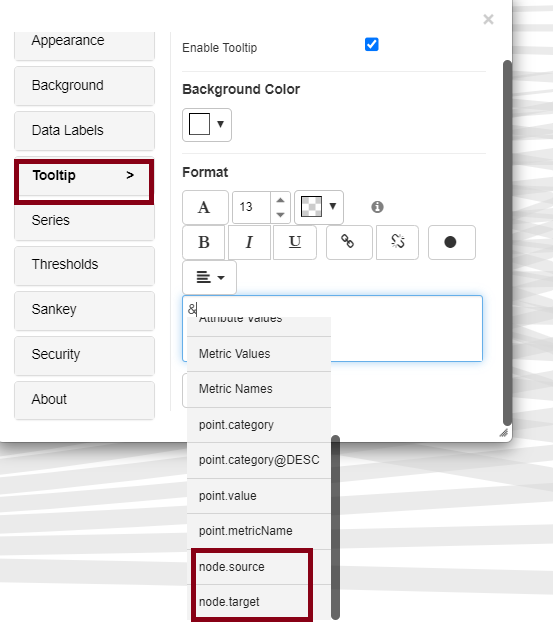 ×
Appearance
Enable Tooltip
Background
Background Color
Data Labels
Tooltip >
Format
A 13
Series
B I U
Thresholds
Sankey
&
Attribute Values
Security
Metric Values
Metric Names
About
point.category
point.category@DESC
point.value
point.metricName
node.source
node.target